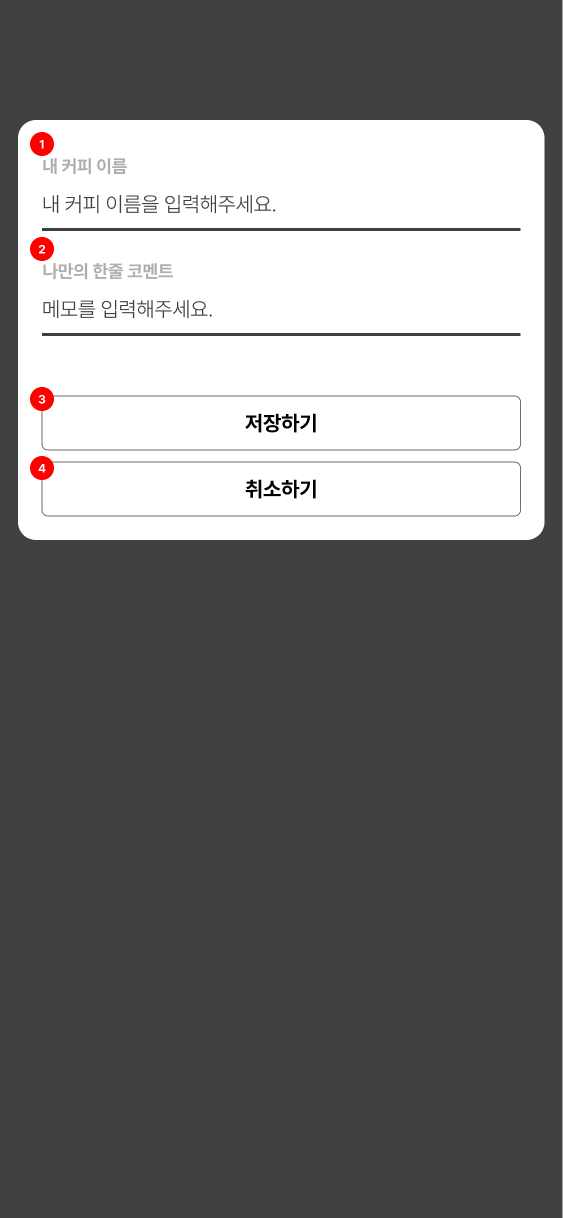 1
내 커피 이름
내 커피 이름을 입력해주세요.
2
나만의 한줄 코멘트
메모를 입력해주세요.
3
저장하기
4
취소하기